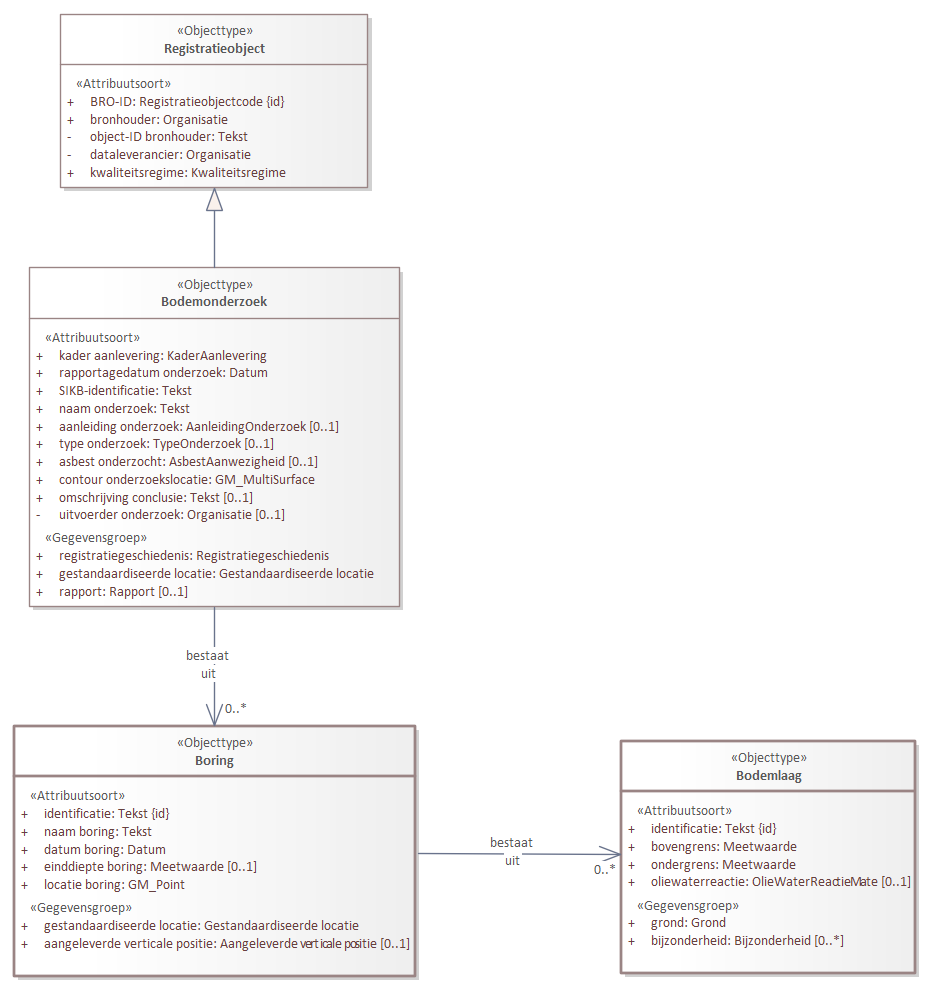 «Objecttype»
Registratieobject
«Attribuutsoort»
+ BRO-ID: Registratieobjectcode {id}
+ bronhouder: Organisatie
- object-ID bronhouder: Tekst
- dataleverancier: Organisatie
+ kwaliteitsregime: Kwaliteitsregime
«Objecttype»
Bodemonderzoek
«Attribuutsoort»
+ kader aanlevering: KaderAanlevering
+ rapportagedatum onderzoek: Datum
+ SIKB-identificatie: Tekst
+ naam onderzoek: Tekst
+ aanleiding onderzoek: AanleidingOnderzoek [0..1]
+ type onderzoek: TypeOnderzoek [0..1]
+ asbest onderzocht: AsbestAanwezigheid [0..1]
+ contour onderzoekslocatie: GM_MultiSurface
+ omschrijving conclusie: Tekst [0..1]
- uitvoerder onderzoek: Organisatie [0..1]
«Gegevensgroep»
+ registratiegeschiedenis: Registratiegeschiedenis
+ gestandaardiseerde locatie: Gestandaardiseerde locatie
+ rapport: Rapport [0..1]
bestaat
uit
0..*
«Objecttype»
Boring
«Attribuutsoort»
+ identificatie: Tekst {id}
+ naam boring: Tekst
+ datum boring: Datum
+ einddiepte boring: Meetwaarde [0..1]
+ locatie boring: GM_Point
«Gegevensgroep»
+ gestandaardiseerde locatie: Gestandaardiseerde locatie
+ aangeleverde verticale positie: Aangeleverde verticale positie [0..1]
bestaat
uit
0..*
«Objecttype»
Bodemlaag
«Attribuutsoort»
+ identificatie: Tekst {id}
+ bovengrens: Meetwaarde
+ ondergrens: Meetwaarde
+ oliewaterreactie: OlieWaterReactieMate [0..1]
«Gegevensgroep»
+ grond: Grond
+ bijzonderheid: Bijzonderheid [0..*]